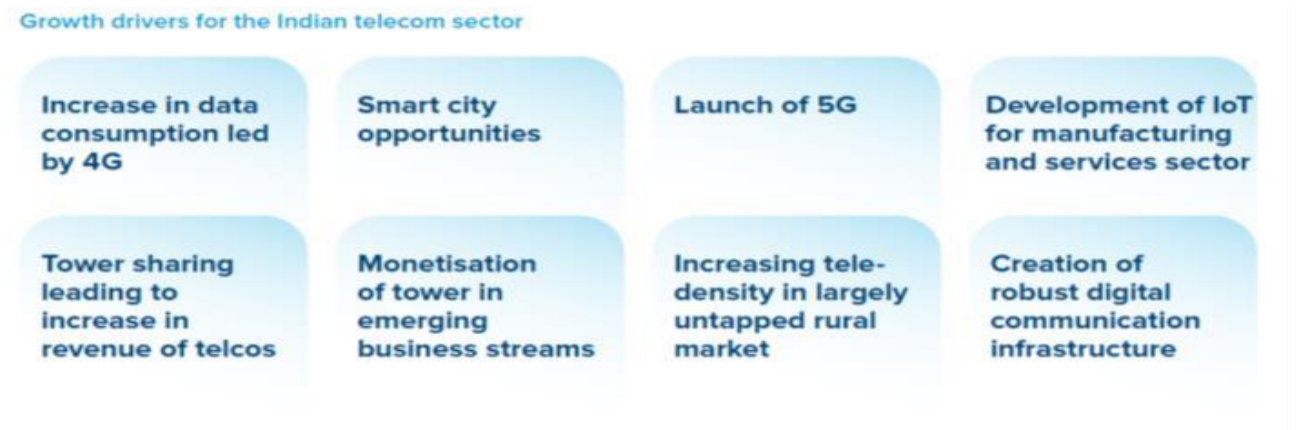 Growth drivers for the Indian telecom sector
Increase in data
consumption led
by 4G
Smart city
opportunities
Launch of 5G
Development of IoT
for manufacturing
and services sector
Tower sharing
leading to
increase in
revenue of telcos
Monetisation
of tower in
emerging
business streams
Increasing tele-
density in largely
untapped rural
market
Creation of
robust digital
communication
infrastructure